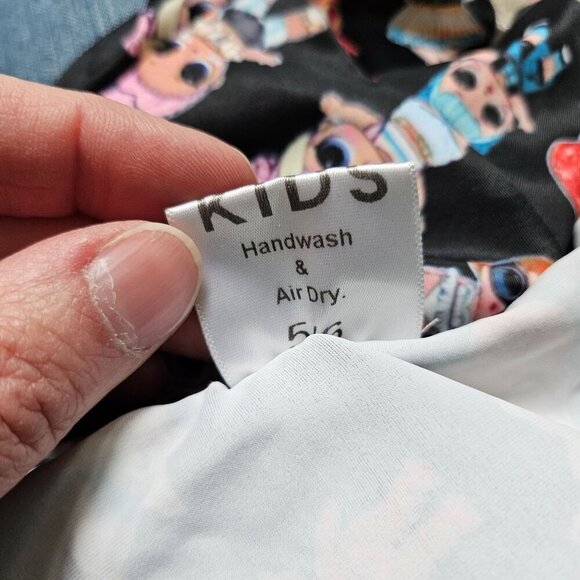 KIDS
Handwash
&
Air Dry.
5/6